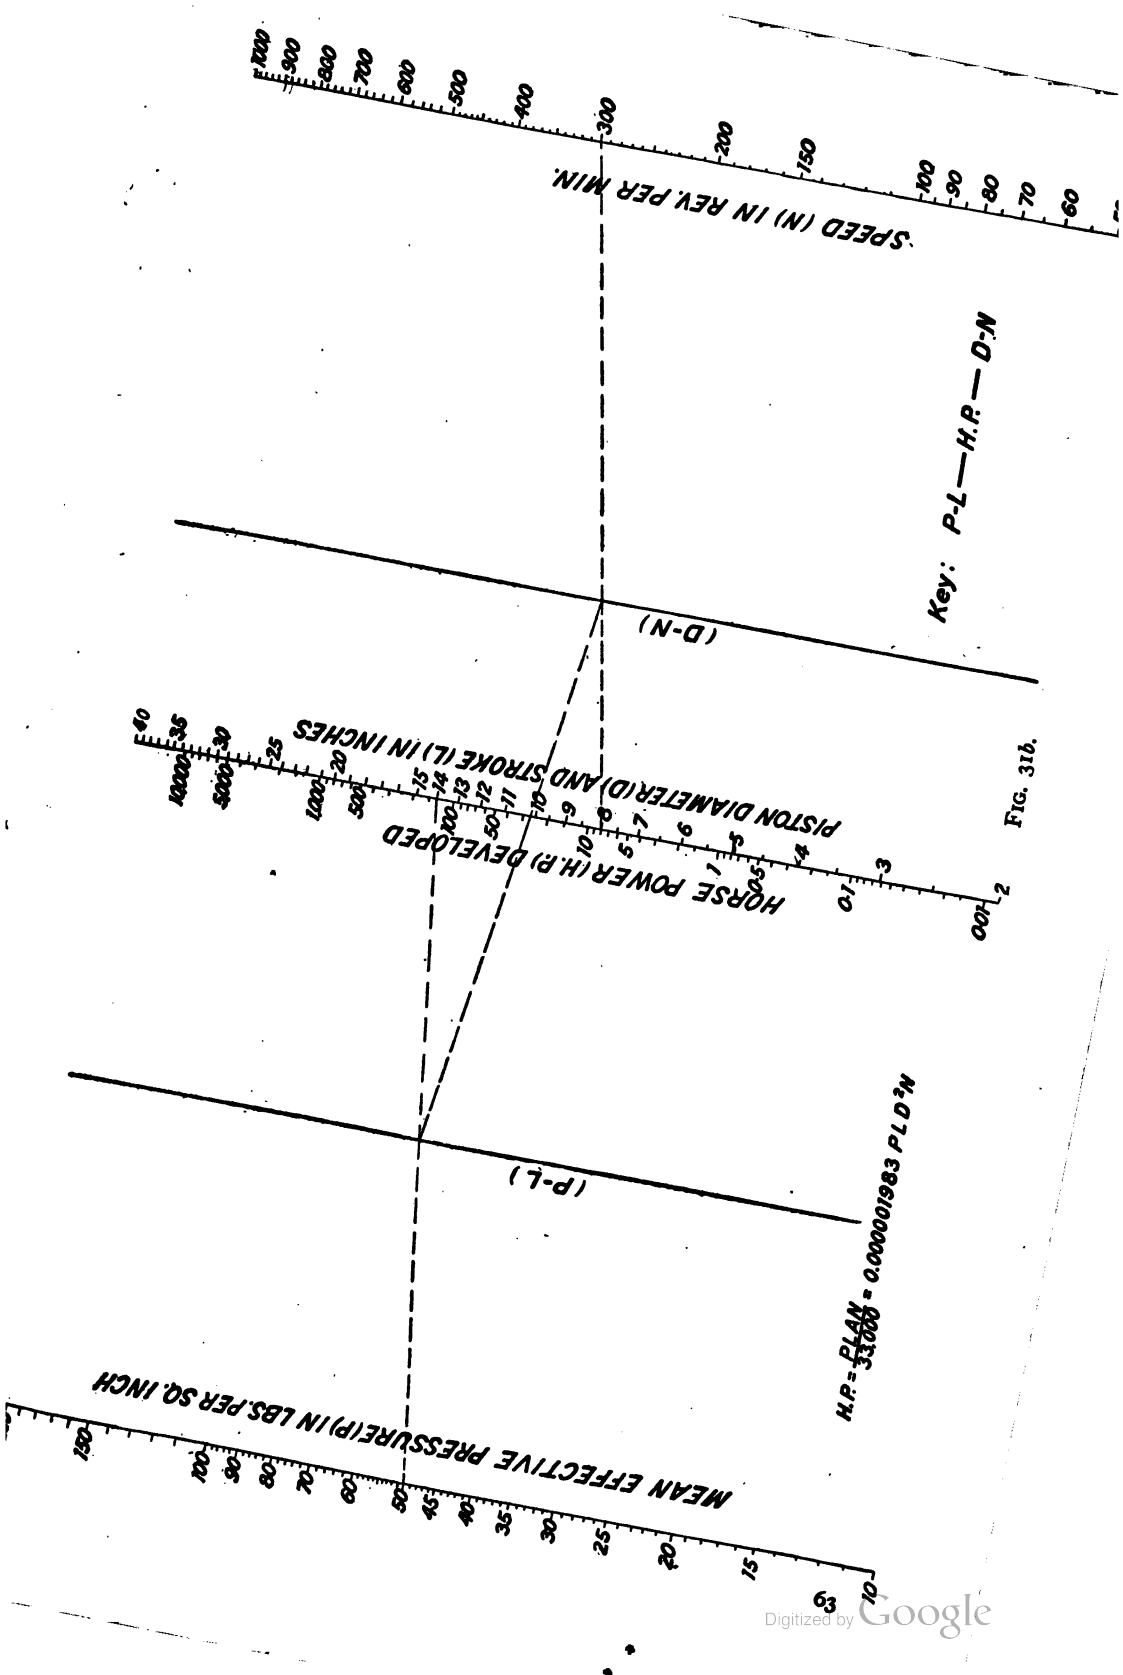 1000 900 800 700 600 500 400 300 200 150 100 90 80 70 60
SPEED (N) IN REV. PER MIN.
Key: P-L — H.P. — D-N
(D-N)
40 35 30 25 20 15 14 13 12 11 10 9 8 7 6 5 4 3 2
PISTON DIAMETER (D) AND STROKE (L) IN INCHES
10000 5000 1000 500 100 50 10 5 1 0.5 0.1 .001
HORSE POWER (H.P.) DEVELOPED
FIG. 31b.
(P-L)
H.P. = PLAN/33,000 = 0.000001983 PLD²N
MEAN EFFECTIVE PRESSURE (P) IN LBS. PER SQ. INCH
150 100 90 80 70 60 50 45 40 35 30 25 20 15 10
63
Digitized by Google